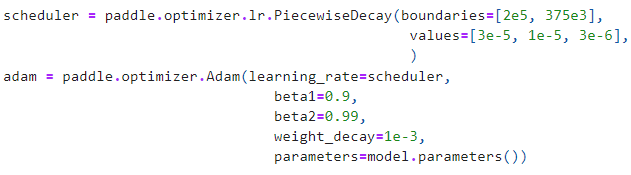 scheduler = paddle.optimizer.lr.PiecewiseDecay(boundaries=[2e5, 375e3],
values=[3e-5, 1e-5, 3e-6],
)
adam = paddle.optimizer.Adam(learning_rate=scheduler,
beta1=0.9,
beta2=0.99,
weight_decay=1e-3,
parameters=model.parameters())